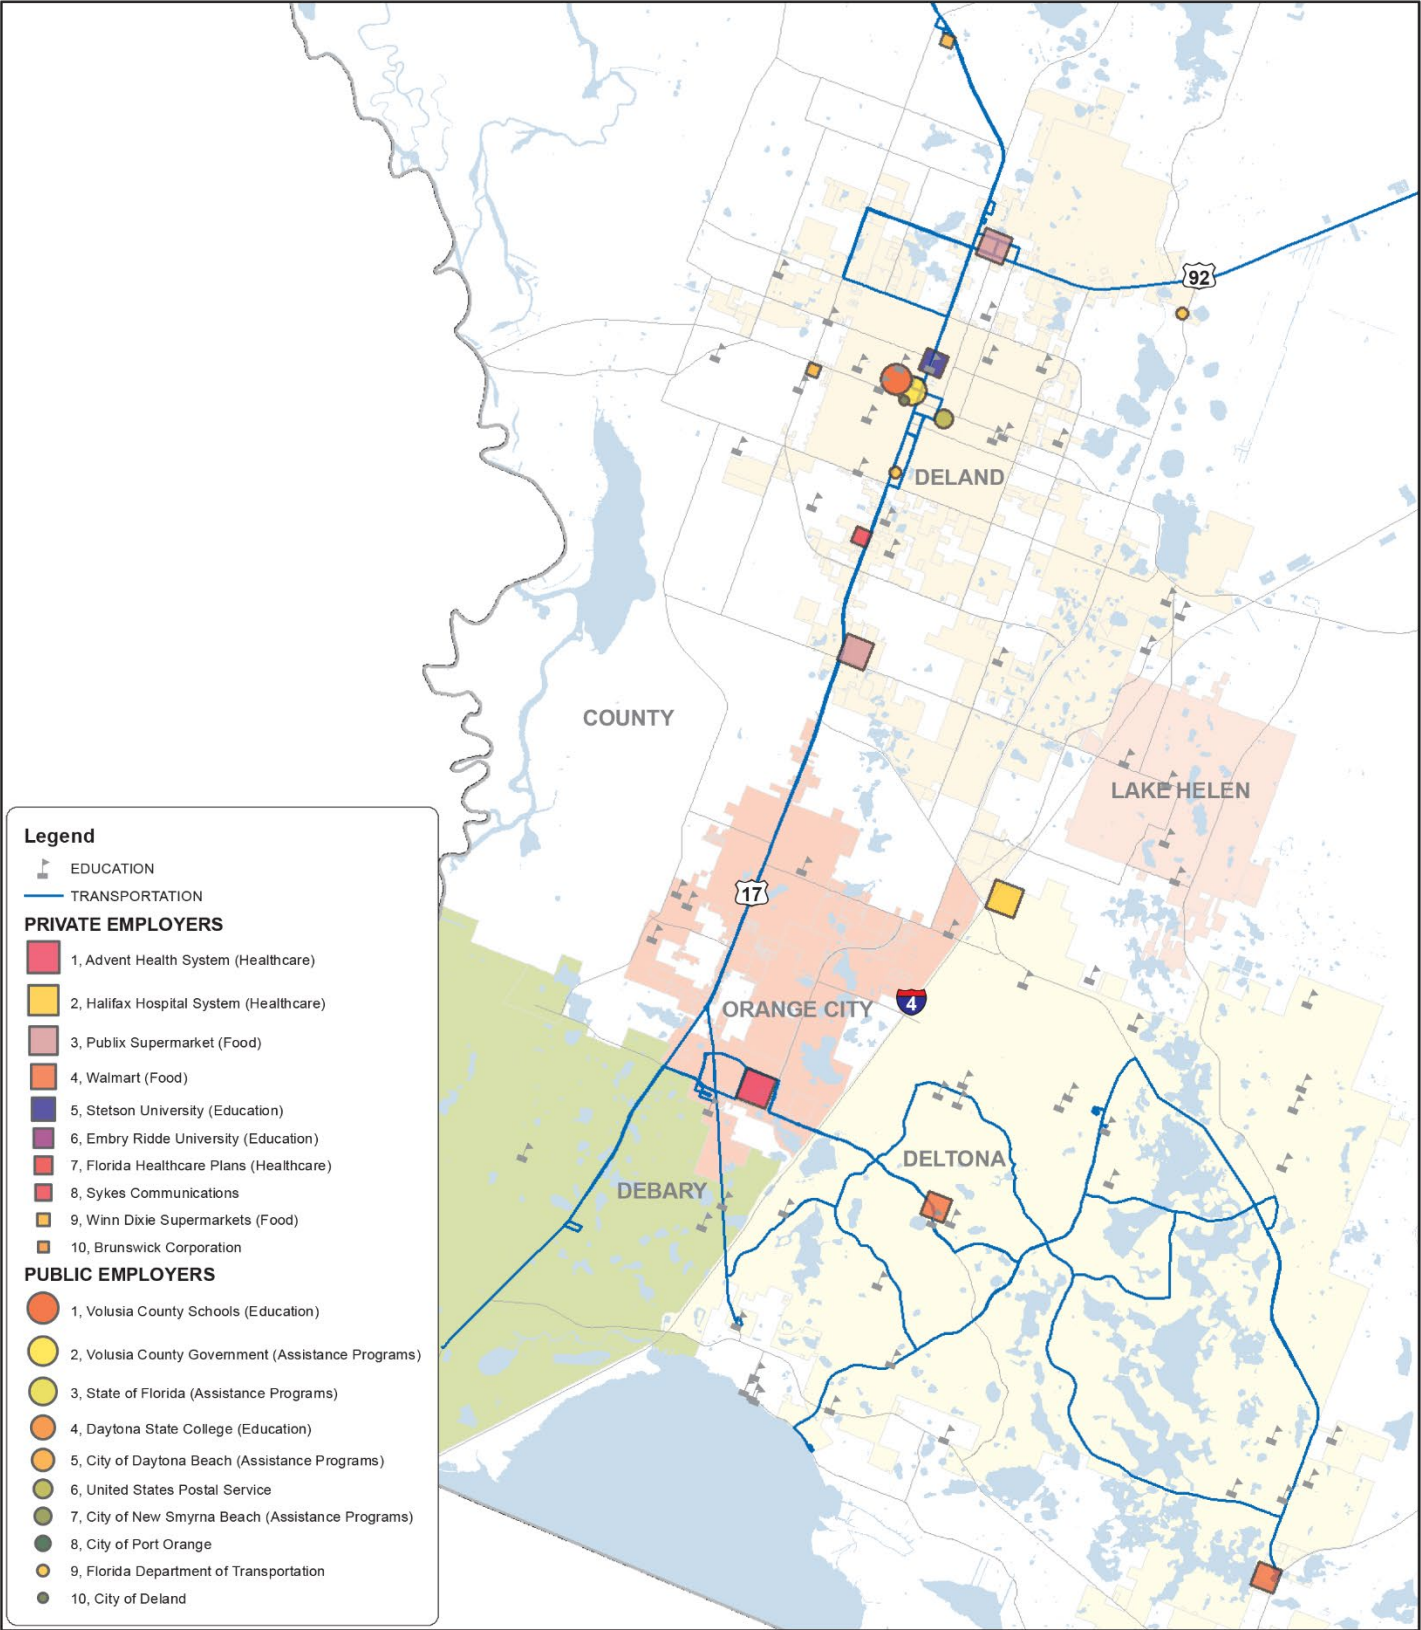 92
DELAND
COUNTY
LAKE HELEN
17
ORANGE CITY
4
DELTONA
DEBARY
Legend
EDUCATION
TRANSPORTATION
PRIVATE EMPLOYERS
1, Advent Health System (Healthcare)
2, Halifax Hospital System (Healthcare)
3, Publix Supermarket (Food)
4, Walmart (Food)
5, Stetson University (Education)
6, Embry Ridde University (Education)
7, Florida Healthcare Plans (Healthcare)
8, Sykes Communications
9, Winn Dixie Supermarkets (Food)
10, Brunswick Corporation
PUBLIC EMPLOYERS
1, Volusia County Schools (Education)
2, Volusia County Government (Assistance Programs)
3, State of Florida (Assistance Programs)
4, Daytona State College (Education)
5, City of Daytona Beach (Assistance Programs)
6, United States Postal Service
7, City of New Smyrna Beach (Assistance Programs)
8, City of Port Orange
9, Florida Department of Transportation
10, City of Deland